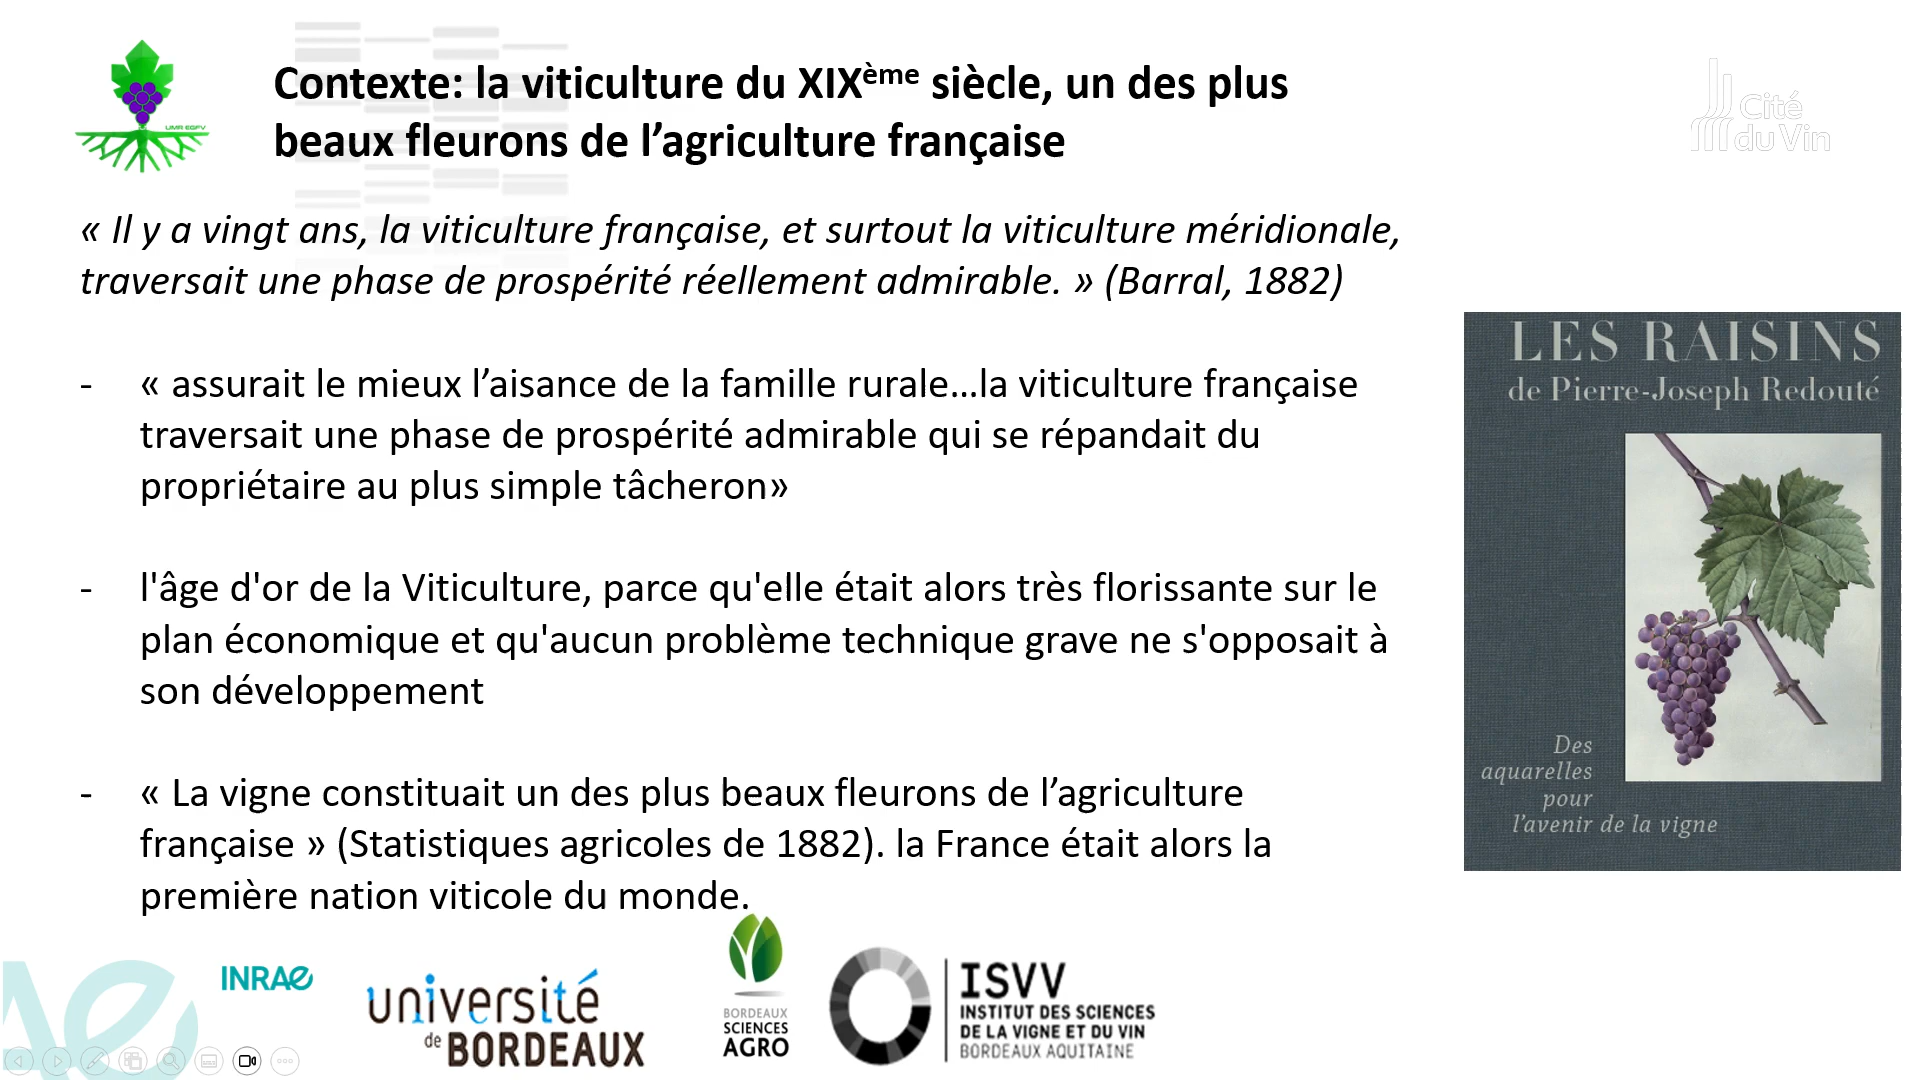 Contexte: la viticulture du XIXème siècle, un des plus
beaux fleurons de l’agriculture française
UMR EGFV
Cité
du Vin
« Il y a vingt ans, la viticulture française, et surtout la viticulture méridionale,
traversait une phase de prospérité réellement admirable. » (Barral, 1882)
- « assurait le mieux l’aisance de la famille rurale…la viticulture française
traversait une phase de prospérité admirable qui se répandait du
propriétaire au plus simple tâcheron»
- l'âge d'or de la Viticulture, parce qu'elle était alors très florissante sur le
plan économique et qu'aucun problème technique grave ne s'opposait à
son développement
- « La vigne constituait un des plus beaux fleurons de l’agriculture
française » (Statistiques agricoles de 1882). la France était alors la
première nation viticole du monde.
LES RAISINS
de Pierre-Joseph Redouté
Des
aquarelles
pour
l’avenir de la vigne
INRAE
université
de BORDEAUX
BORDEAUX
SCIENCES
AGRO
ISVV
INSTITUT DES SCIENCES
DE LA VIGNE ET DU VIN
BORDEAUX AQUITAINE